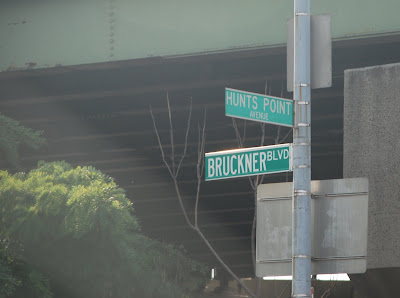 HUNTS POINT
AVENUE
BRUCKNER BLVD